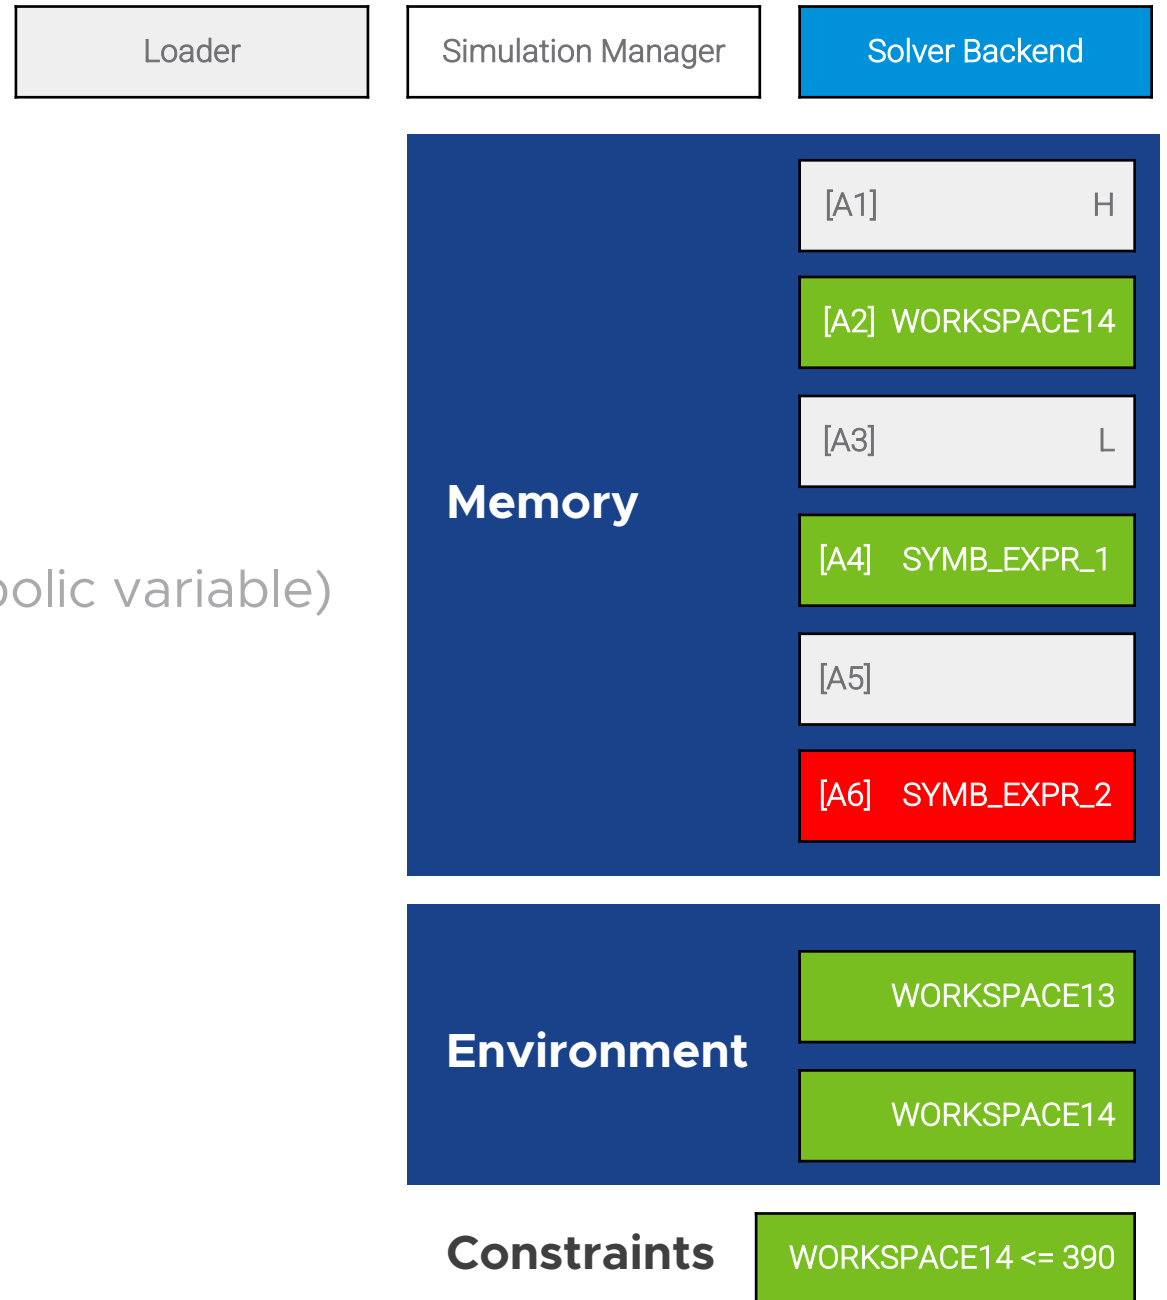 Loader
Simulation Manager
Solver Backend
[A1] H
[A2] WORKSPACE14
[A3] L
Memory
[A4] SYMB_EXPR_1
olic variable)
[A5]
[A6] SYMB_EXPR_2
WORKSPACE13
Environment
WORKSPACE14
Constraints
WORKSPACE14 <= 390